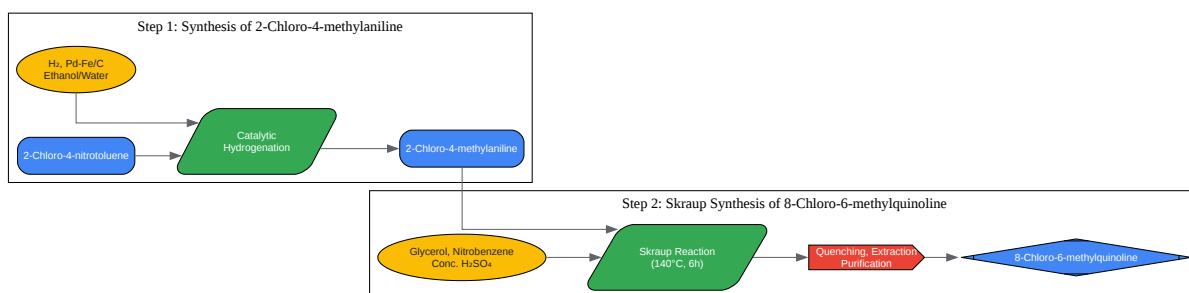 Step 1: Synthesis of 2-Chloro-4-methylaniline
H₂, Pd-Fe/C
Ethanol/Water
Catalytic
Hydrogenation
2-Chloro-4-nitrotoluene
2-Chloro-4-methylaniline
Step 2: Skraup Synthesis of 8-Chloro-6-methylquinoline
Glycerol, Nitrobenzene
Conc. H₂SO₄
Skraup Reaction
(140°C, 6h)
Quenching, Extraction
Purification
8-Chloro-6-methylquinoline